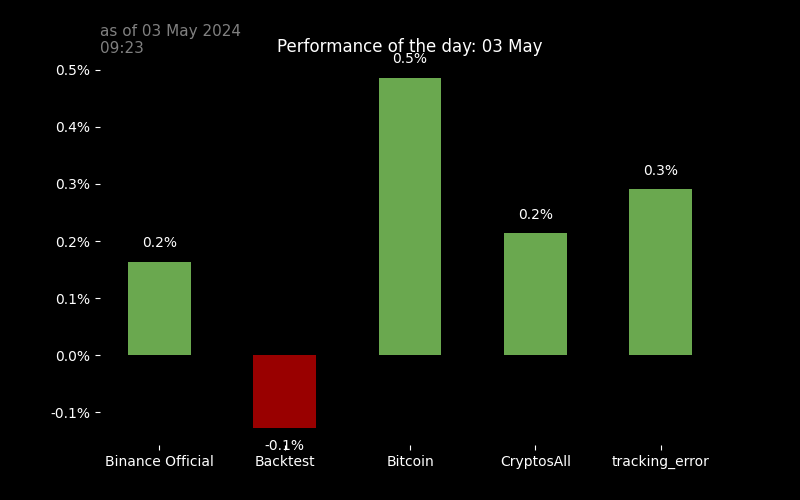 as of 03 May 2024
09:23
Performance of the day: 03 May
0.5%
0.5%
0.4%
0.3%
0.3%
0.2%
0.2%
0.2%
0.1%
0.0%
-0.1%
-0.1%
Binance Official
Backtest
Bitcoin
CryptosAll
tracking_error